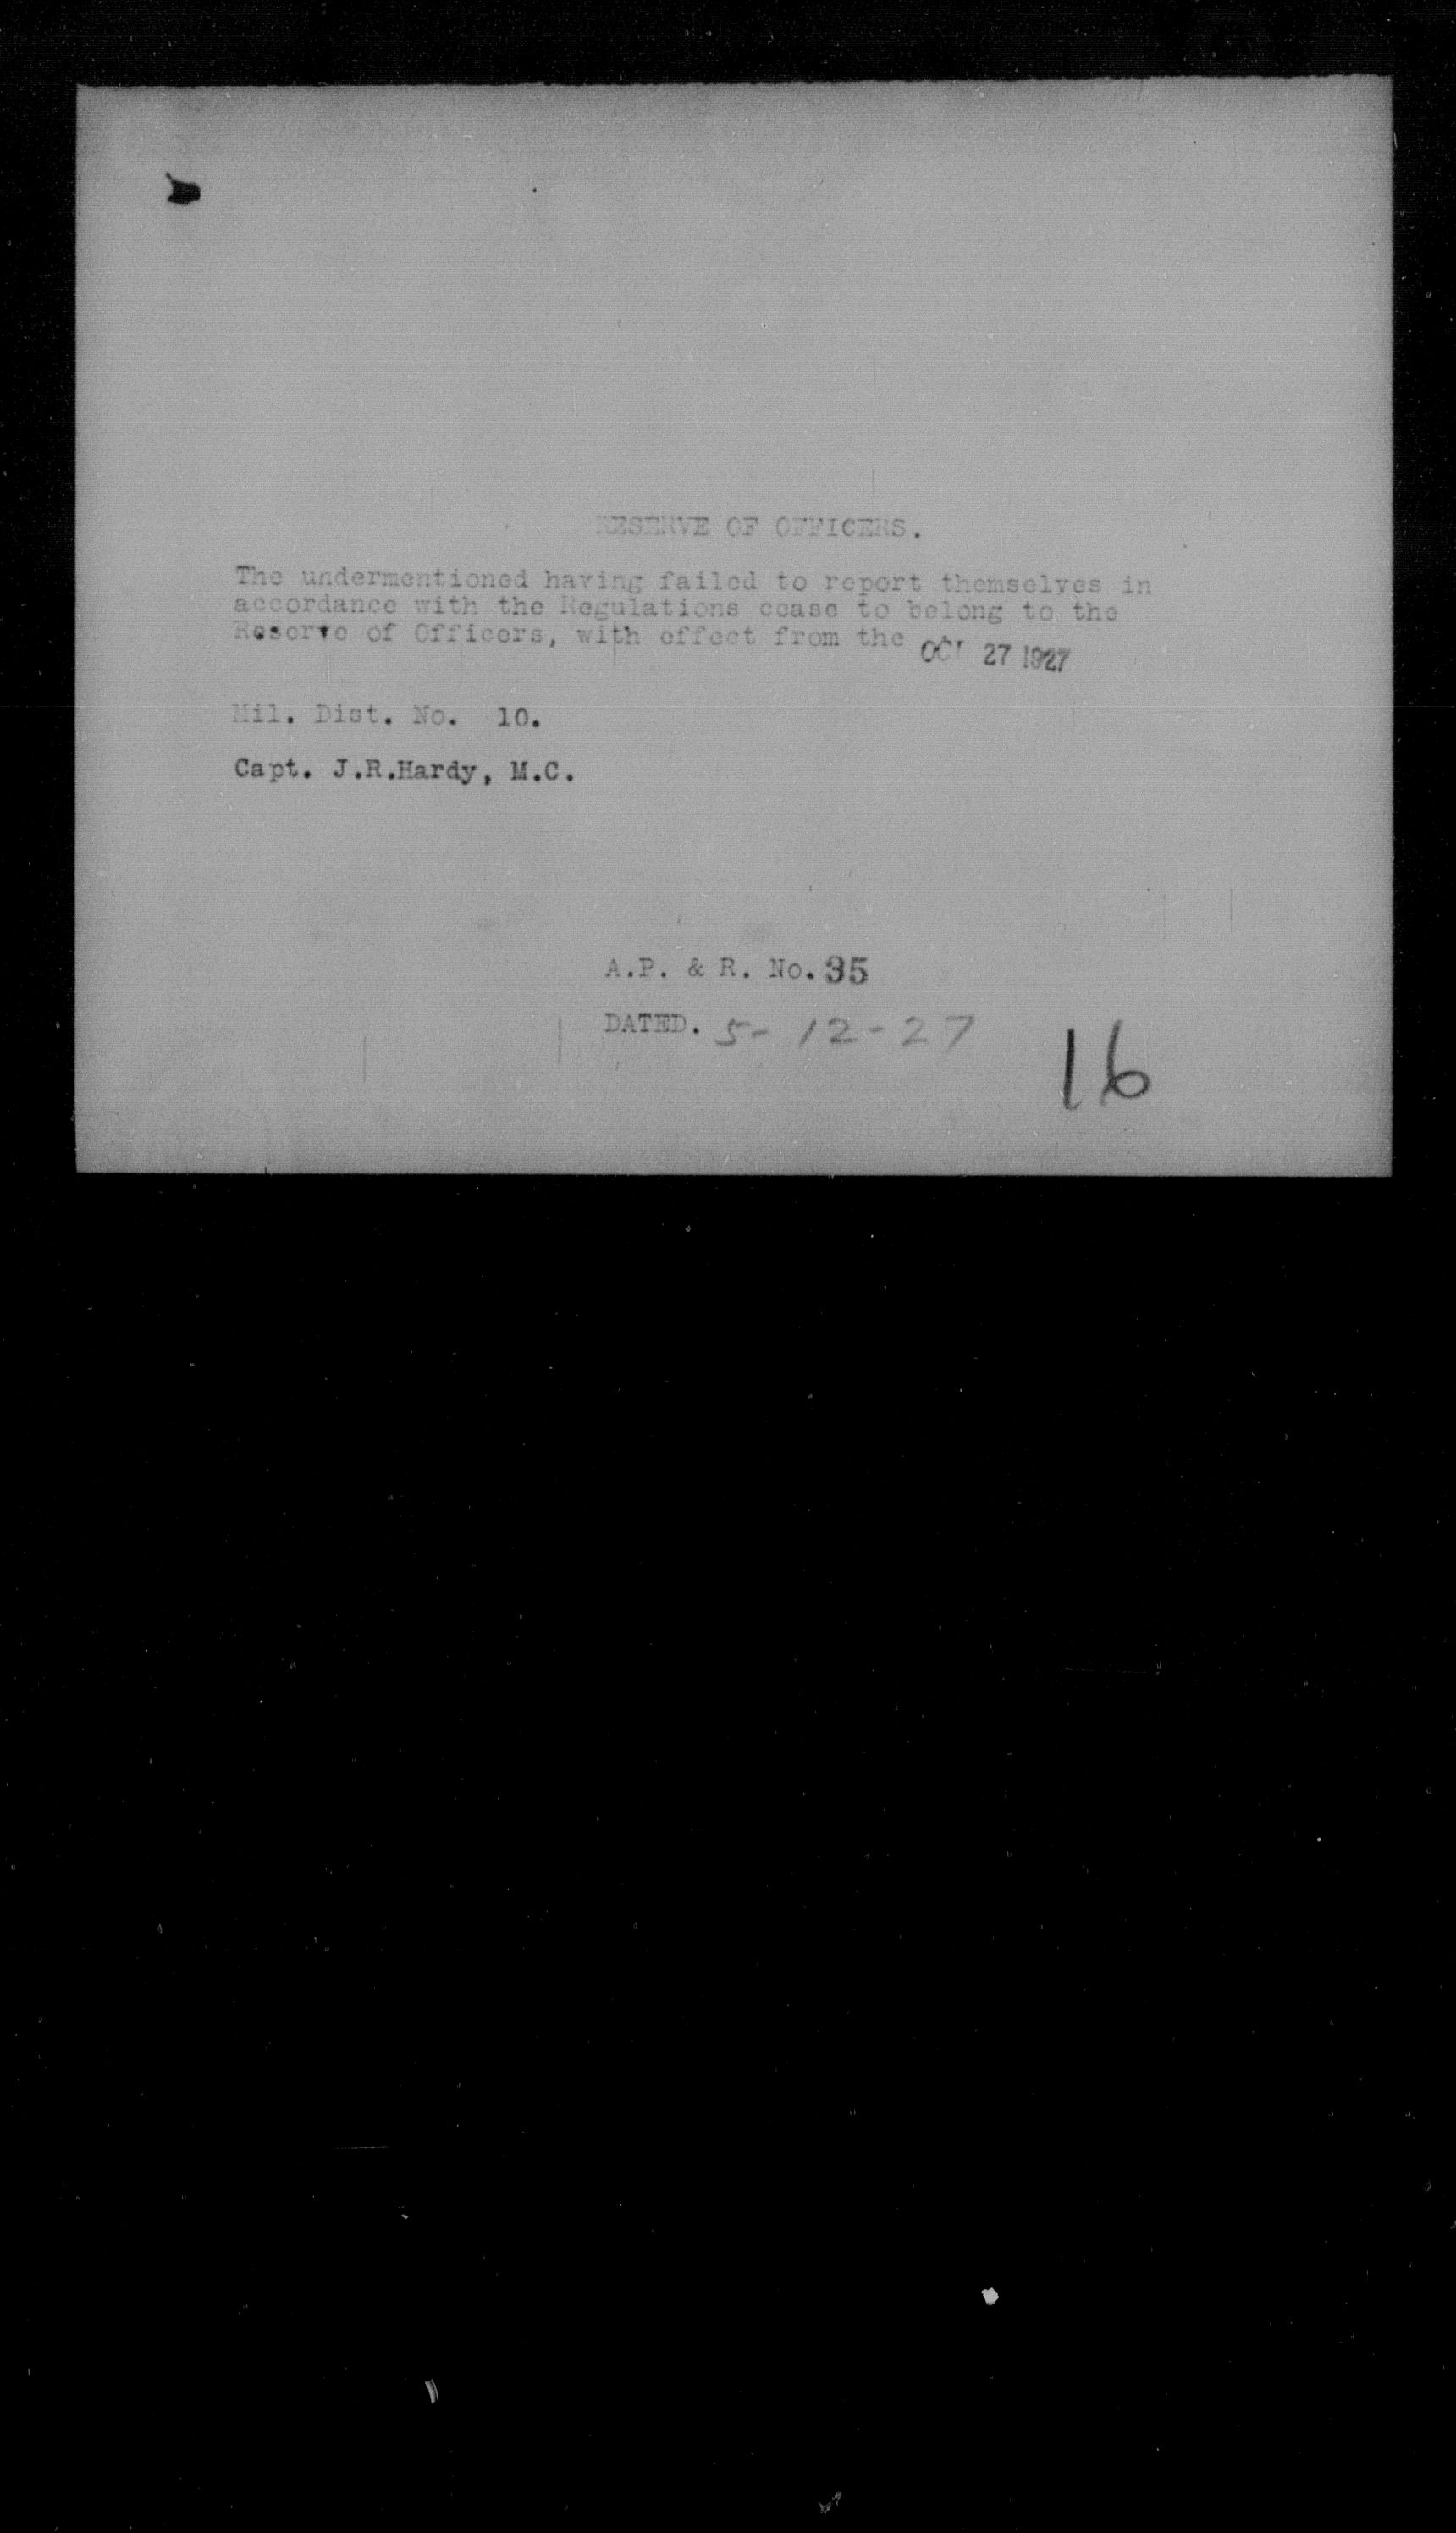 RESERVE OF OFFICERS.
The undermentioned having failed to report themselves in
accordance with the Regulations cease to belong to the
Reserve of Officers, with effect from the OCT 27 1927
Mil. Dist. No. 10.
Capt. J.R.Hardy, M.C.
A.P. & R. No. 35
DATED. 5-12-27
16